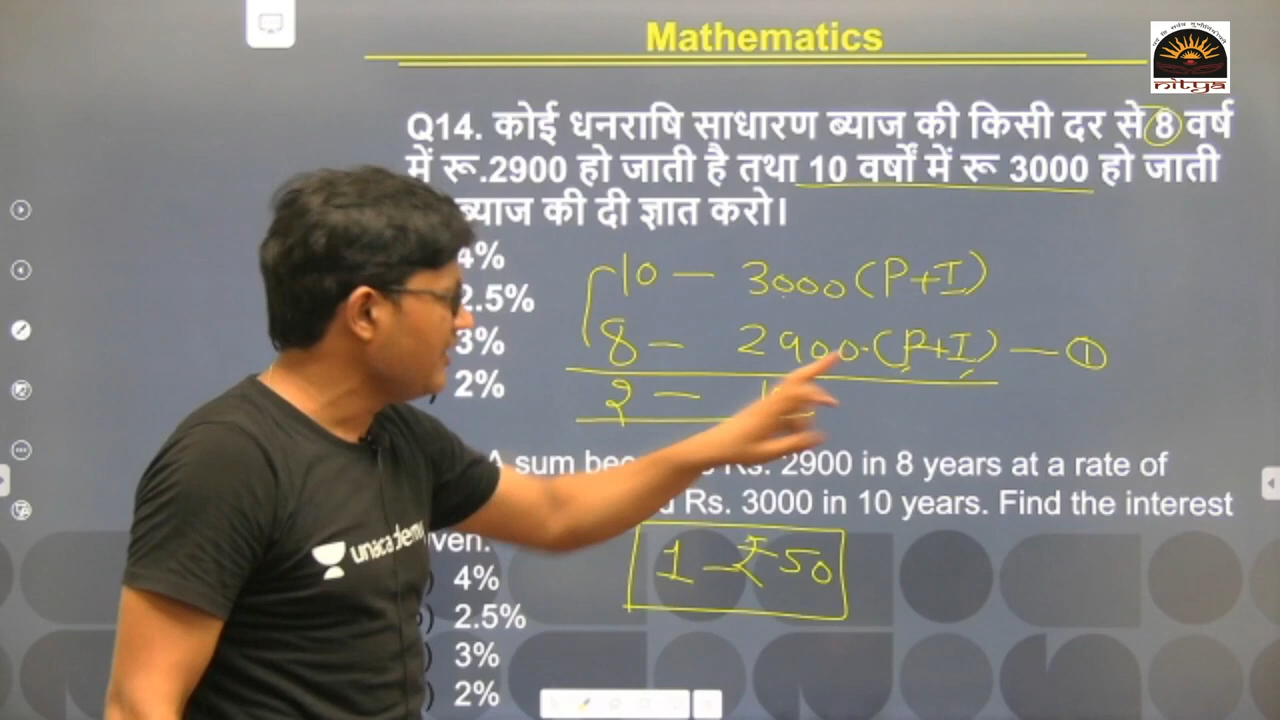 Mathematics
nitya
Q14. कोई धनराषि साधारण ब्याज की किसी दर से 8 वर्ष
में रू.2900 हो जाती है तथा 10 वर्षों में रू 3000 हो जाती
ब्याज की दी ज्ञात करो।
4%
2.5%
3%
2%
10 — 3000 (P+I)
8 — 2900 (P+I) — ①
2 —
A sum Rs. 2900 in 8 years at a rate of
Rs. 3000 in 10 years. Find the interest
1 — ₹50
unacademy
4%
2.5%
3%
2%